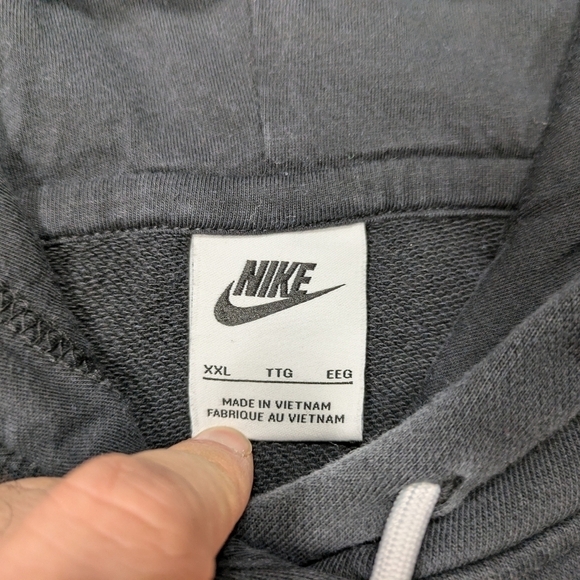 NIKE
XXL TTG EEG
MADE IN VIETNAM
FABRIQUE AU VIETNAM